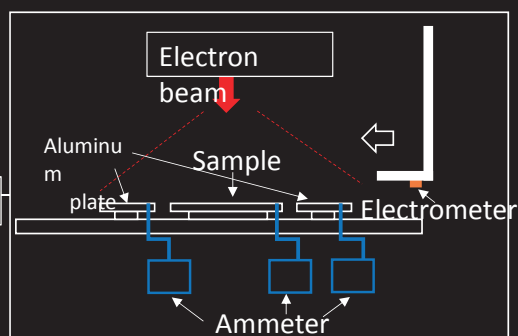 Electron
beam
Aluminu
m
plate
Sample
Electrometer
Ammeter